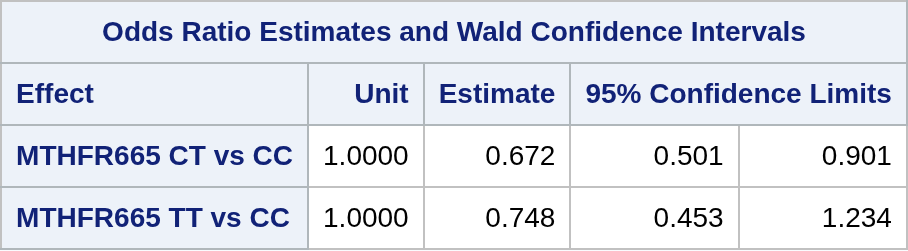 Odds Ratio Estimates and Wald Confidence Intervals
Effect Unit Estimate 95% Confidence Limits
MTHFR665 CT vs CC 1.0000 0.672 0.501 0.901
MTHFR665 TT vs CC 1.0000 0.748 0.453 1.234